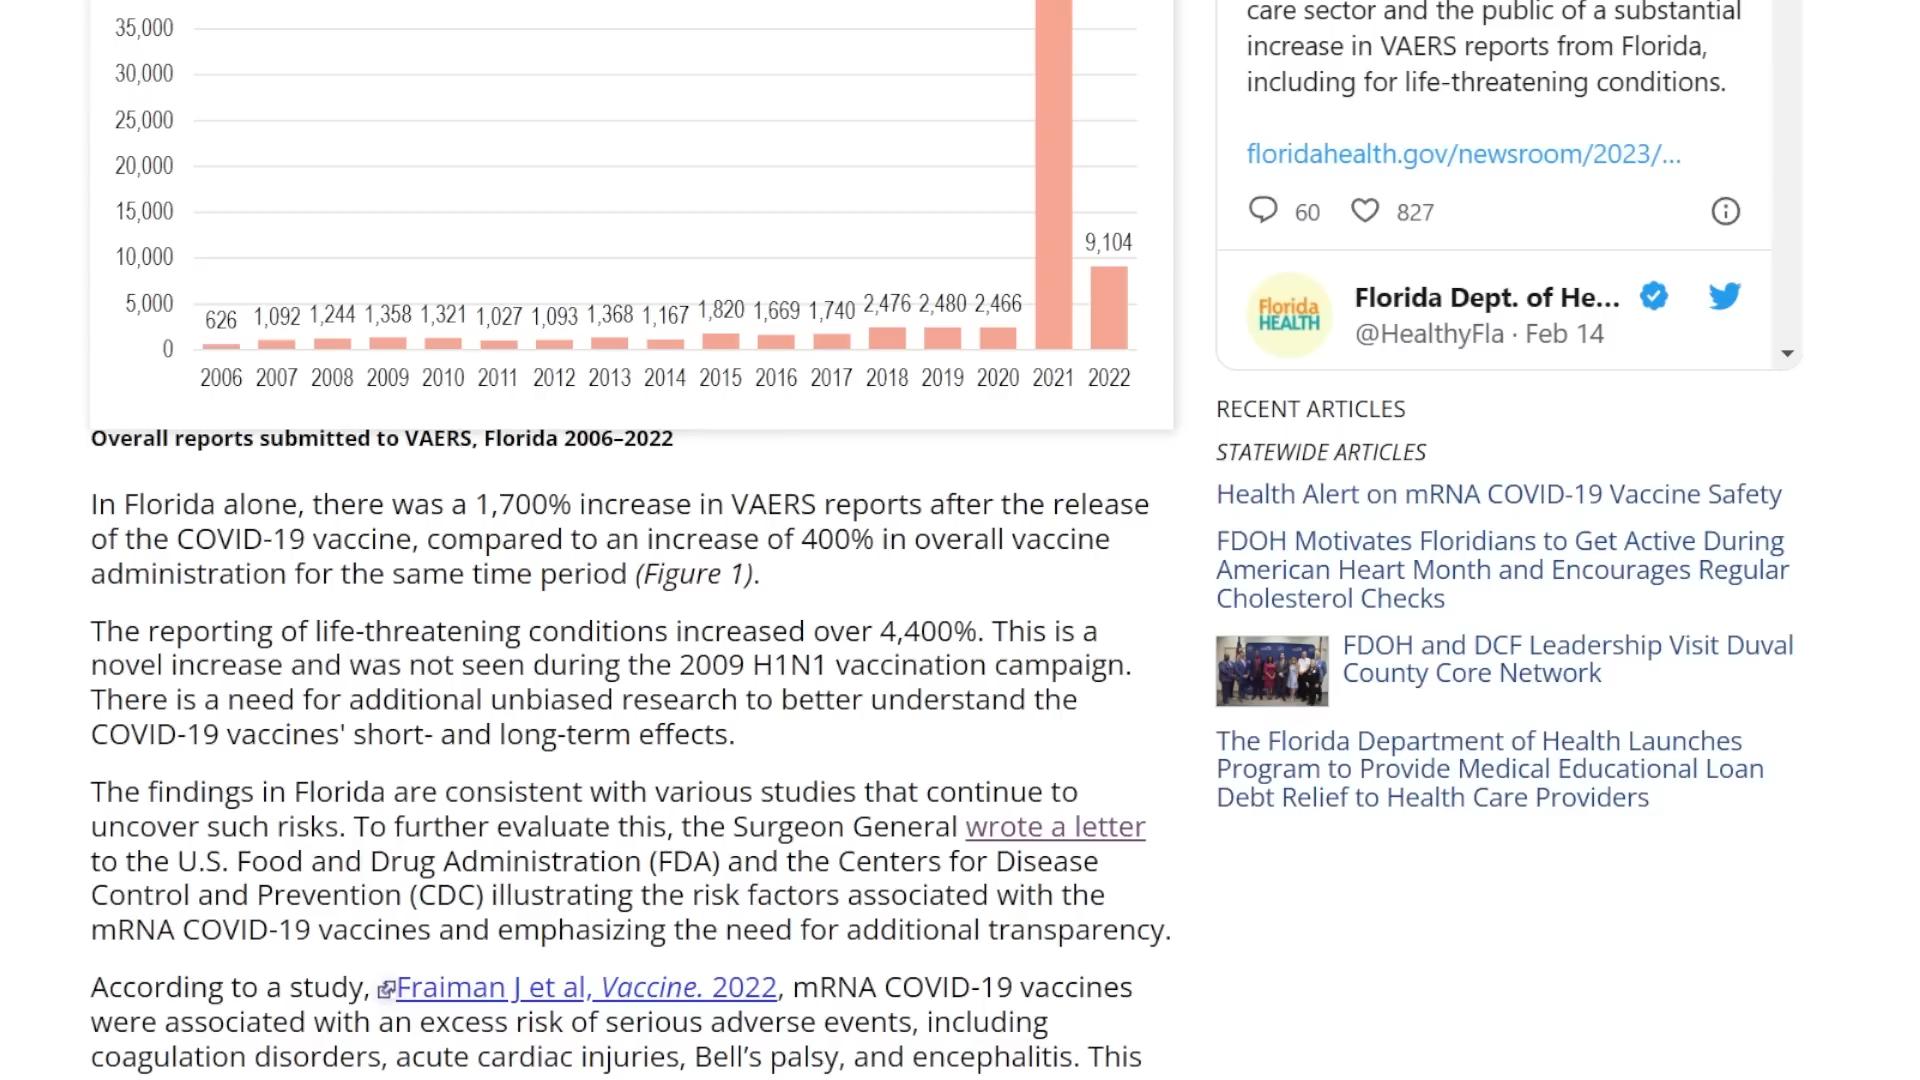 35,000
30,000
25,000
20,000
15,000
10,000
5,000
0
9,104
626 1,092 1,244 1,358 1,321 1,027 1,093 1,368 1,167 1,820 1,669 1,740 2,476 2,480 2,466
2006 2007 2008 2009 2010 2011 2012 2013 2014 2015 2016 2017 2018 2019 2020 2021 2022
Overall reports submitted to VAERS, Florida 2006–2022
In Florida alone, there was a 1,700% increase in VAERS reports after the release
of the COVID-19 vaccine, compared to an increase of 400% in overall vaccine
administration for the same time period (Figure 1).
The reporting of life-threatening conditions increased over 4,400%. This is a
novel increase and was not seen during the 2009 H1N1 vaccination campaign.
There is a need for additional unbiased research to better understand the
COVID-19 vaccines' short- and long-term effects.
The findings in Florida are consistent with various studies that continue to
uncover such risks. To further evaluate this, the Surgeon General wrote a letter
to the U.S. Food and Drug Administration (FDA) and the Centers for Disease
Control and Prevention (CDC) illustrating the risk factors associated with the
mRNA COVID-19 vaccines and emphasizing the need for additional transparency.
According to a study, Fraiman J et al, Vaccine. 2022, mRNA COVID-19 vaccines
were associated with an excess risk of serious adverse events, including
coagulation disorders, acute cardiac injuries, Bell’s palsy, and encephalitis. This
care sector and the public of a substantial
increase in VAERS reports from Florida,
including for life-threatening conditions.
floridahealth.gov/newsroom/2023/...
60 827
Florida
HEALTH
Florida Dept. of He...
@HealthyFla · Feb 14
RECENT ARTICLES
STATEWIDE ARTICLES
Health Alert on mRNA COVID-19 Vaccine Safety
FDOH Motivates Floridians to Get Active During
American Heart Month and Encourages Regular
Cholesterol Checks
FDOH and DCF Leadership Visit Duval
County Core Network
The Florida Department of Health Launches
Program to Provide Medical Educational Loan
Debt Relief to Health Care Providers